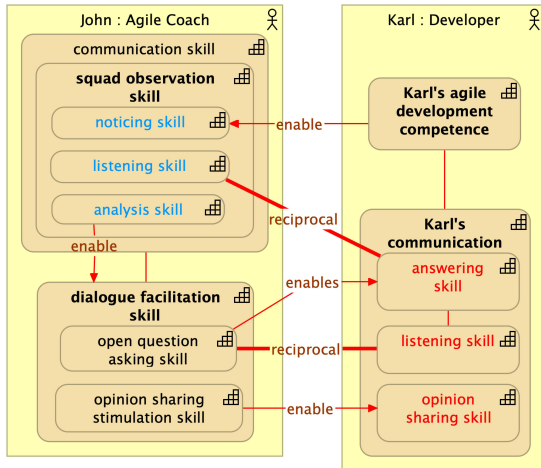 John : Agile Coach
communication skill
squad observation
skill
noticing skill
listening skill
analysis skill
enable
dialogue facilitation
skill
open question
asking skill
opinion sharing
stimulation skill
enable
reciprocal
enables
reciprocal
enable
Karl : Developer
Karl's agile
development
competence
Karl's
communication
answering
skill
listening skill
opinion
sharing skill